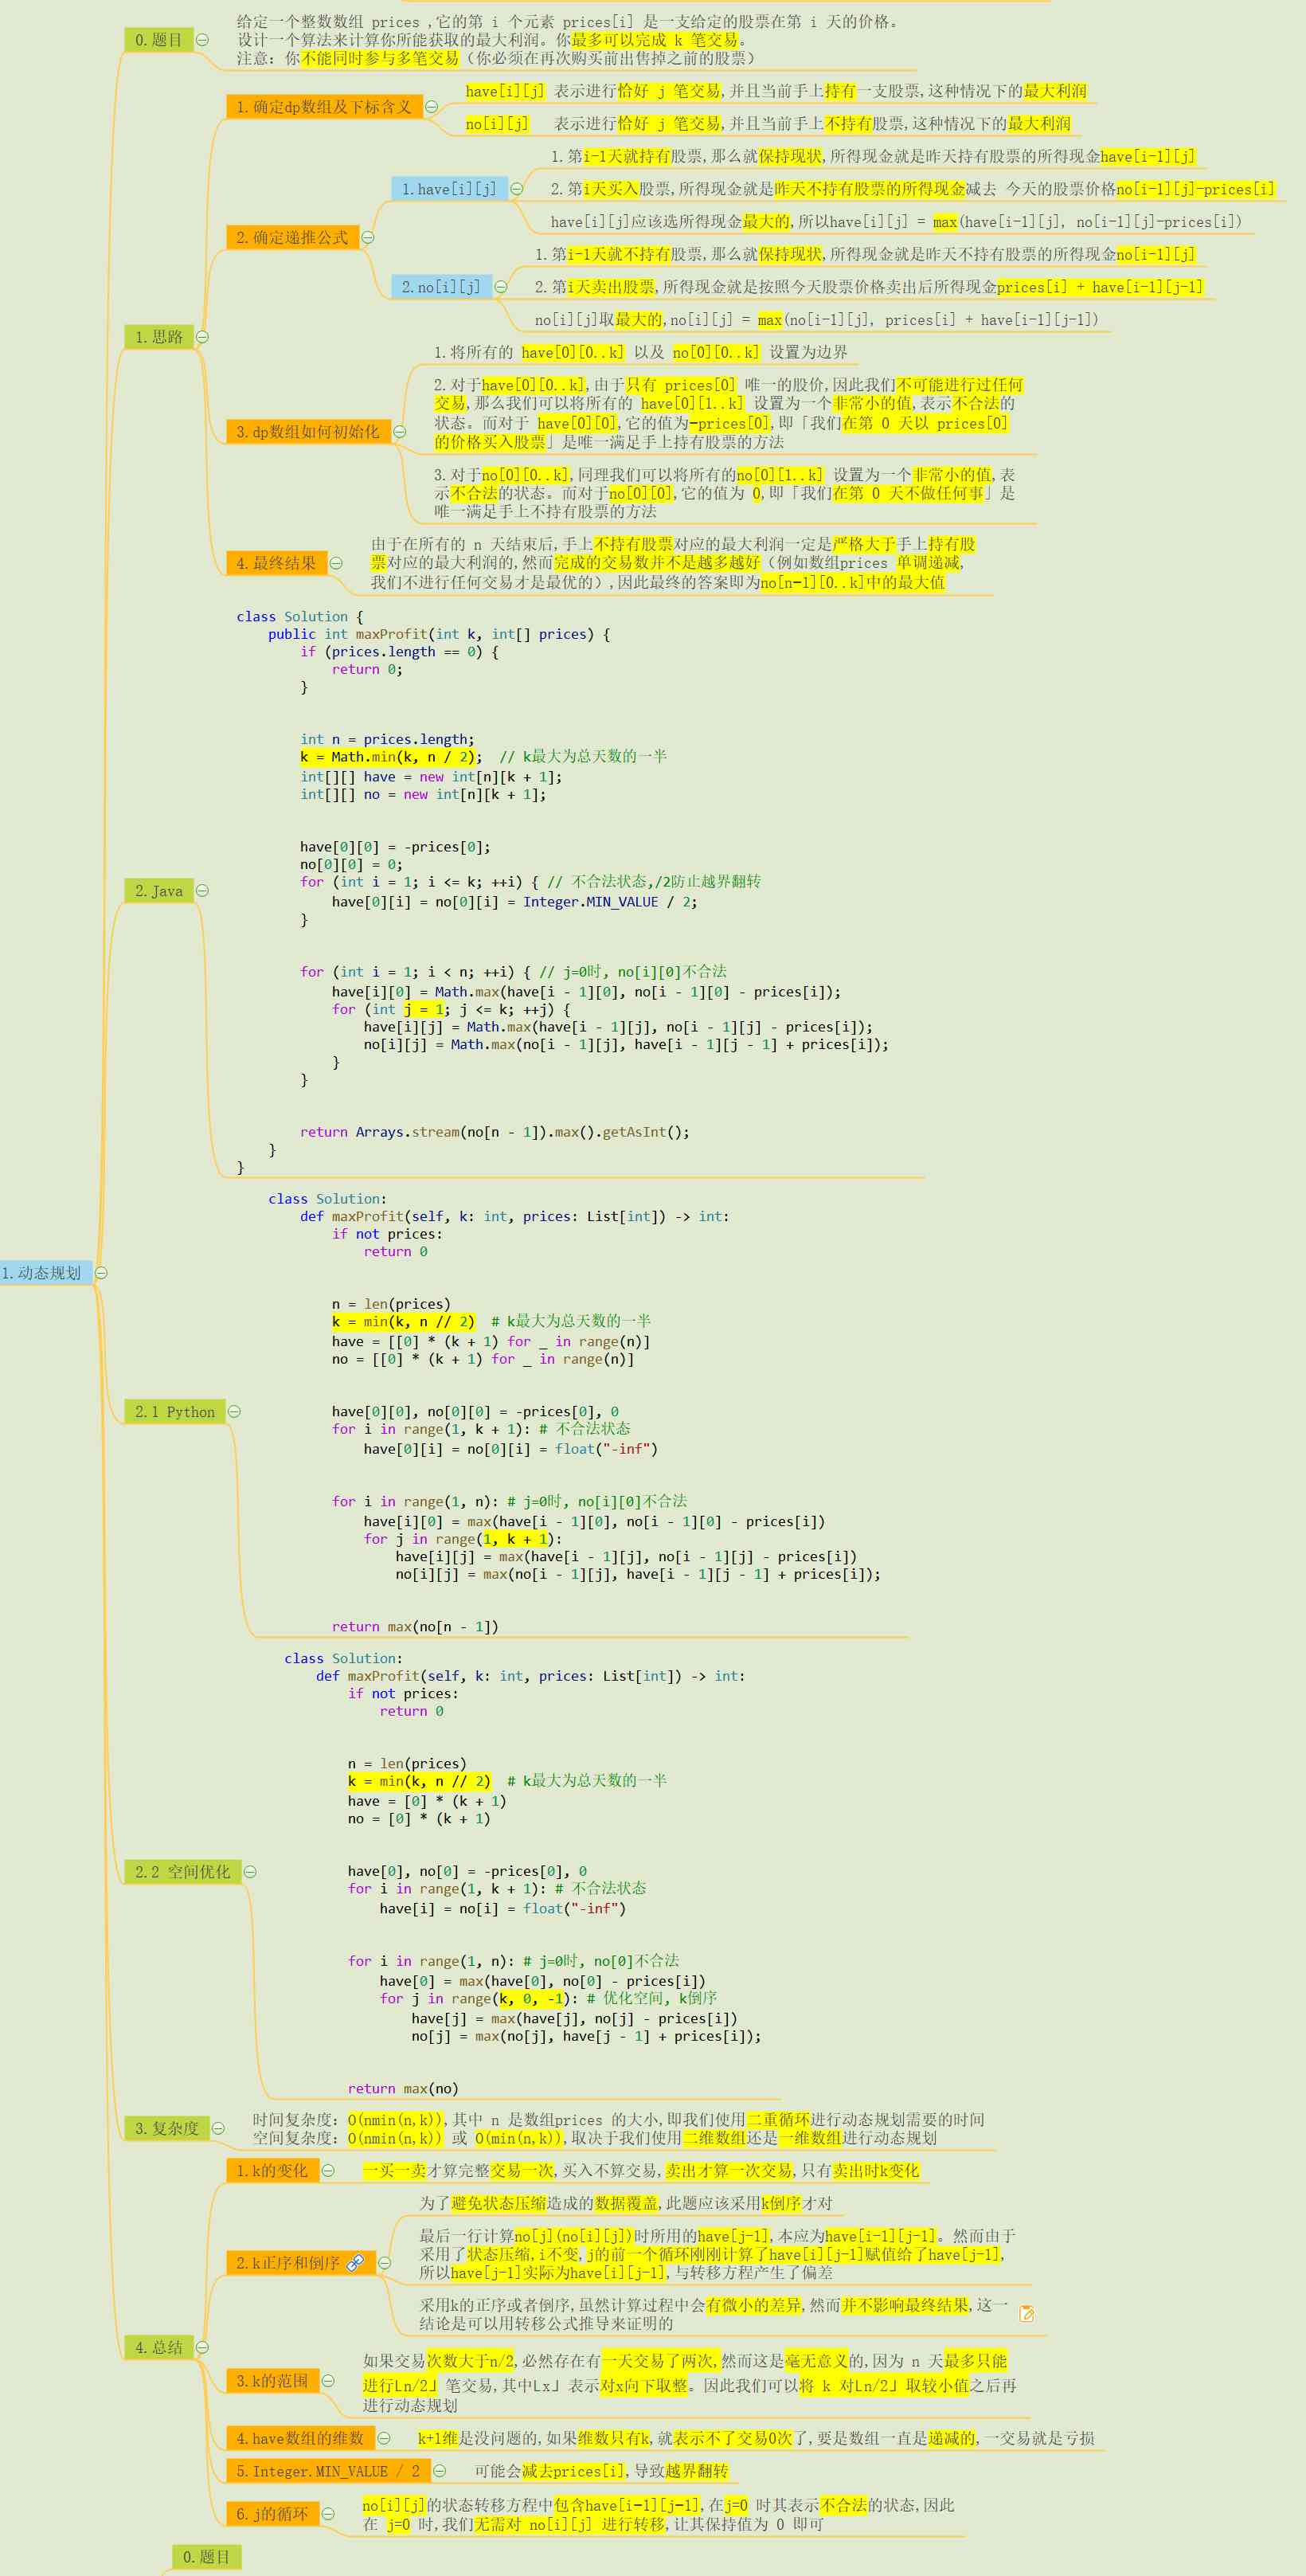 0.题目
给定一个整数数组 prices ,它的第 i 个元素 prices[i] 是一支给定的股票在第 i 天的价格。
设计一个算法来计算你所能获取的最大利润。你最多可以完成 k 笔交易。
注意: 你不能同时参与多笔交易(你必须在再次购买前出售掉之前的股票)
1.思路
1.确定dp数组及下标含义
have[i][j] 表示进行恰好 j 笔交易,并且当前手上持有一支股票,这种情况下的最大利润
no[i][j] 表示进行恰好 j 笔交易,并且当前手上不持有股票,这种情况下的最大利润
2.确定递推公式
1.have[i][j]
1.第i-1天就持有股票,那么就保持现状,所得现金就是昨天持有股票的所得现金have[i-1][j]
2.第i天买入股票,所得现金就是昨天不持有股票的所得现金减去 今天的股票价格no[i-1][j]-prices[i]
have[i][j]应该选所得现金最大的,所以have[i][j] = max(have[i-1][j], no[i-1][j]-prices[i])
2.no[i][j]
1.第i-1天就不持有股票,那么就保持现状,所得现金就是昨天不持有股票的所得现金no[i-1][j]
2.第i天卖出股票,所得现金就是按照今天股票价格卖出后所得现金prices[i] + have[i-1][j-1]
no[i][j]取最大的,no[i][j] = max(no[i-1][j], prices[i] + have[i-1][j-1])
3.dp数组如何初始化
1.将所有的 have[0][0..k] 以及 no[0][0..k] 设置为边界
2.对于have[0][0..k],由于只有 prices[0] 唯一的股价,因此我们不可能进行过任何
交易,那么我们可以将所有的 have[0][1..k] 设置为一个非常小的值,表示不合法的
状态。而对于 have[0][0],它的值为-prices[0],即「我们在第 0 天以 prices[0]
的价格买入股票」是唯一满足手上持有股票的方法
3.对于no[0][0..k],同理我们可以将所有的no[0][1..k] 设置为一个非常小的值,表
示不合法的状态。而对于no[0][0],它的值为 0,即「我们在第 0 天不做任何事」是
唯一满足手上不持有股票的方法
4.最终结果
由于在所有的 n 天结束后,手上不持有股票对应的最大利润一定是严格大于手上持有股
票对应的最大利润的,然而完成的交易数并不是越多越好(例如数组prices 单调递减,
我们不进行任何交易才是最优的),因此最终的答案即为no[n-1][0..k]中的最大值
2.Java
class Solution {
    public int maxProfit(int k, int[] prices) {
        if (prices.length == 0) {
            return 0;
        }
        int n = prices.length;
        k = Math.min(k, n / 2);  // k最大为总天数的一半
        int[][] have = new int[n][k + 1];
        int[][] no = new int[n][k + 1];
        have[0][0] = -prices[0];
        no[0][0] = 0;
        for (int i = 1; i <= k; ++i) { // 不合法状态,/2防止越界翻转
            have[0][i] = no[0][i] = Integer.MIN_VALUE / 2;
        }
        for (int i = 1; i < n; ++i) { // j=0时, no[i][0]不合法
            have[i][0] = Math.max(have[i - 1][0], no[i - 1][0] - prices[i]);
            for (int j = 1; j <= k; ++j) {
                have[i][j] = Math.max(have[i - 1][j], no[i - 1][j] - prices[i]);
                no[i][j] = Math.max(no[i - 1][j], have[i - 1][j - 1] + prices[i]);
            }
        }
        return Arrays.stream(no[n - 1]).max().getAsInt();
    }
}
1.动态规划
2.1 Python
class Solution:
    def maxProfit(self, k: int, prices: List[int]) -> int:
        if not prices:
            return 0
        n = len(prices)
        k = min(k, n // 2)  # k最大为总天数的一半
        have = [[0] * (k + 1) for _ in range(n)]
        no = [[0] * (k + 1) for _ in range(n)]
        have[0][0], no[0][0] = -prices[0], 0
        for i in range(1, k + 1): # 不合法状态
            have[0][i] = no[0][i] = float("-inf")
        for i in range(1, n): # j=0时, no[i][0]不合法
            have[i][0] = max(have[i - 1][0], no[i - 1][0] - prices[i])
            for j in range(1, k + 1):
                have[i][j] = max(have[i - 1][j], no[i - 1][j] - prices[i])
                no[i][j] = max(no[i - 1][j], have[i - 1][j - 1] + prices[i]);
        return max(no[n - 1])
2.2 空间优化
class Solution:
    def maxProfit(self, k: int, prices: List[int]) -> int:
        if not prices:
            return 0
        n = len(prices)
        k = min(k, n // 2)  # k最大为总天数的一半
        have = [0] * (k + 1)
        no = [0] * (k + 1)
        have[0], no[0] = -prices[0], 0
        for i in range(1, k + 1): # 不合法状态
            have[i] = no[i] = float("-inf")
        for i in range(1, n): # j=0时, no[0]不合法
            have[0] = max(have[0], no[0] - prices[i])
            for j in range(k, 0, -1): # 优化空间, k倒序
                have[j] = max(have[j], no[j] - prices[i])
                no[j] = max(no[j], have[j - 1] + prices[i]);
        return max(no)
3.复杂度
时间复杂度: O(nmin(n,k)),其中 n 是数组prices 的大小,即我们使用二重循环进行动态规划需要的时间
空间复杂度: O(nmin(n,k)) 或 O(min(n,k)),取决于我们使用二维数组还是一维数组进行动态规划
4.总结
1.k的变化
一买一卖才算完整交易一次,买入不算交易,卖出才算一次交易,只有卖出时k变化
2.k正序和倒序
为了避免状态压缩造成的数据覆盖,此题应该采用k倒序才对
最后一行计算no[j](no[i][j])时所用的have[j-1],本应为have[i-1][j-1]。然而由于
采用了状态压缩,i不变,j的前一个循环刚刚计算了have[i][j-1]赋值给了have[j-1],
所以have[j-1]实际为have[i][j-1],与转移方程产生了偏差
采用k的正序或者倒序,虽然计算过程中会有微小的差异,然而并不影响最终结果,这一
结论是可以用转移公式推导来证明的
3.k的范围
如果交易次数大于n/2,必然存在有一天交易了两次,然而这是毫无意义的,因为 n 天最多只能
进行⌊n/2⌋ 笔交易,其中⌊x⌋ 表示对x向下取整。因此我们可以将 k 对⌊n/2⌋ 取较小值之后再
进行动态规划
4.have数组的维数
k+1维是没问题的,如果维数只有k,就表示不了交易0次了,要是数组一直是递减的,一交易就是亏损
5.Integer.MIN_VALUE / 2
可能会减去prices[i],导致越界翻转
6.j的循环
no[i][j]的状态转移方程中包含have[i-1][j-1],在j=0 时其表示不合法的状态,因此
在 j=0 时,我们无需对 no[i][j] 进行转移,让其保持值为 0 即可
0.题目